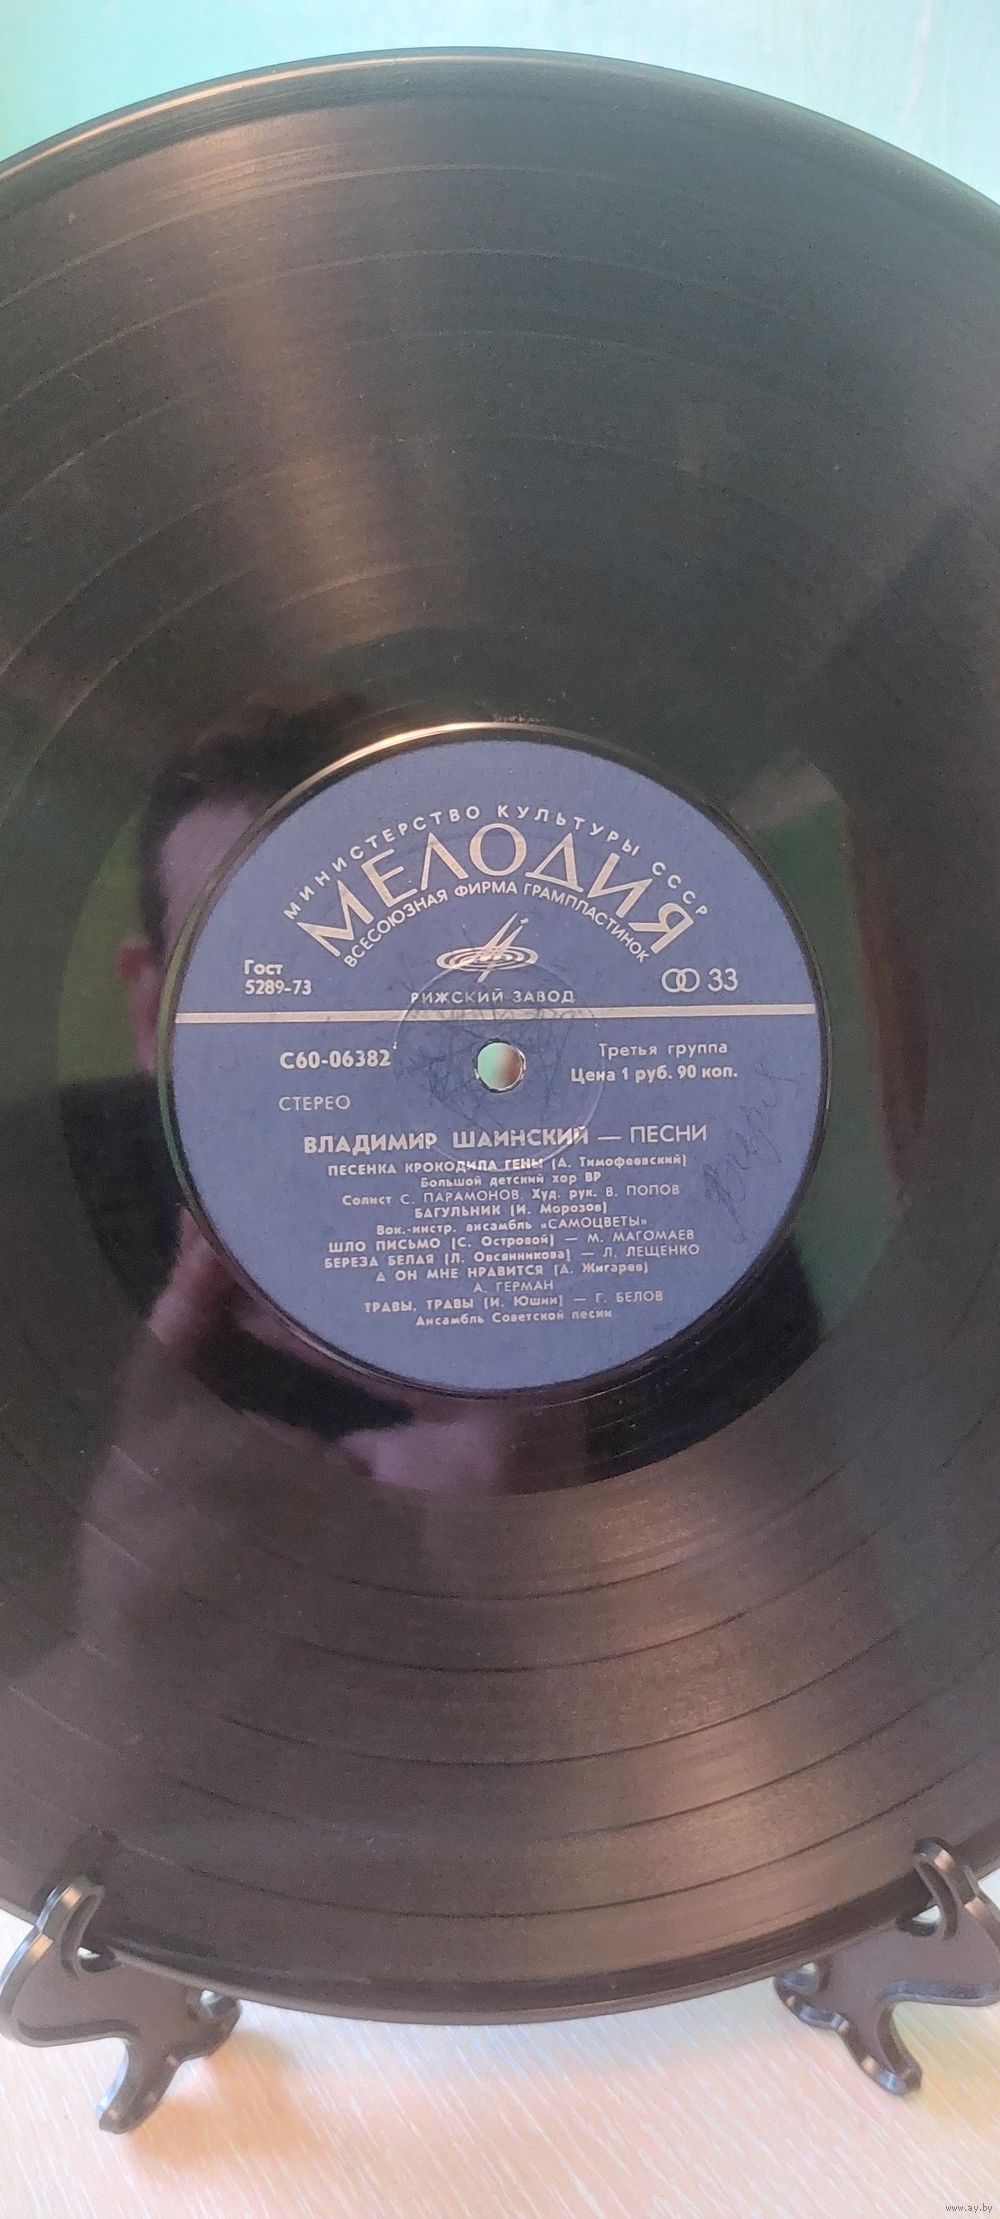 МИНИСТЕРСТВО КУЛЬТУРЫ СССР
МЕЛОДИЯ
ВСЕСОЮЗНАЯ ФИРМА ГРАМПЛАСТИНОК
Гост
5289-73
33
РИЖСКИЙ ЗАВОД
С60-06382
Третья группа
Цена 1 руб. 90 коп.
СТЕРЕО
ВЛАДИМИР ШАИНСКИЙ — ПЕСНИ
ПЕСЕНКА КРОКОДИЛА ГЕНЫ (А. Тимофеевский)
Большой детский хор ВР
Солист С. ПАРАМОНОВ. Худ. рук. В. ПОПОВ
БАГУЛЬНИК (И. Морозов)
Вок.-инстр. ансамбль «САМОЦВЕТЫ»
ШЛО ПИСЬМО (С. Островой) — М. МАГОМАЕВ
БЕРЕЗА БЕЛАЯ (Л. Овсянникова) — Л. ЛЕЩЕНКО
А ОН МНЕ НРАВИТСЯ (А. Жигарев)
А. ГЕРМАН
ТРАВЫ, ТРАВЫ (И. Юшин) — Г. БЕЛОВ
Ансамбль Советской песни
www.ay.by